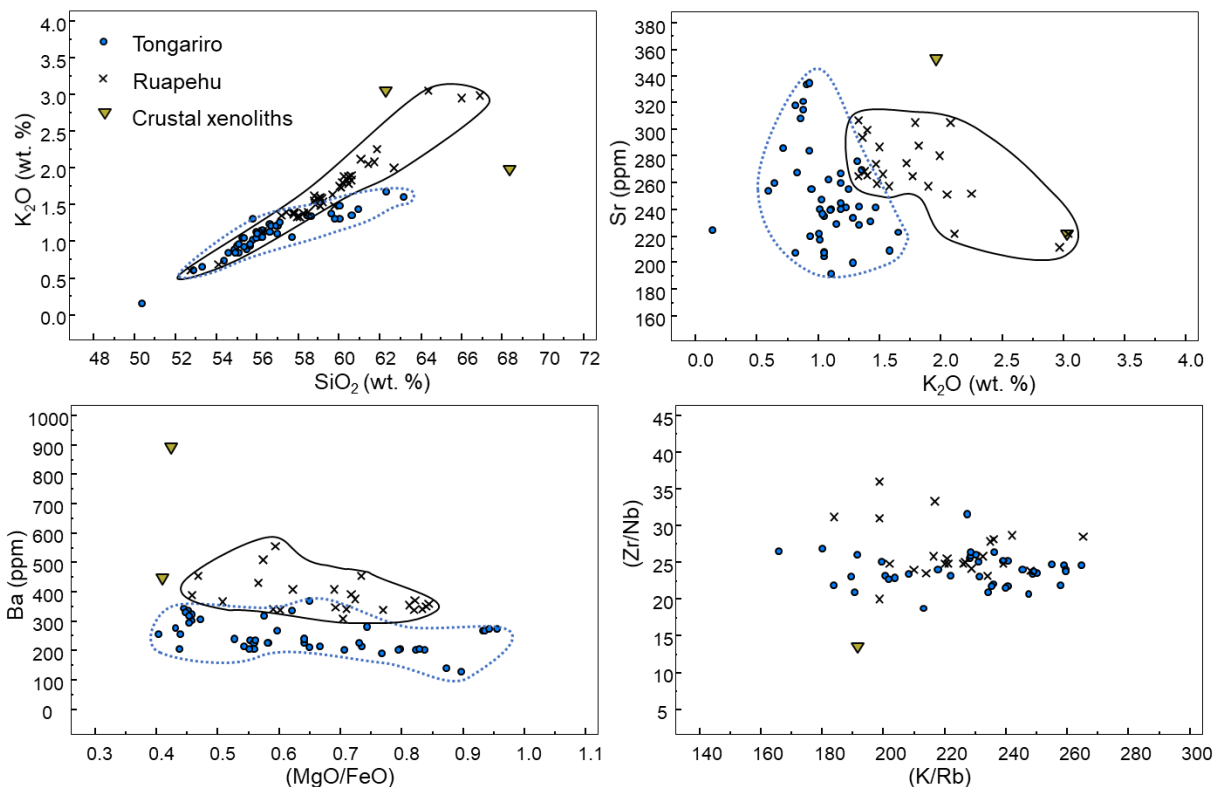 4.0
3.5
3.0
2.5
2.0
1.5
1.0
0.5
0.0
K₂O (wt. %)
Tongariro
Ruapehu
Crustal xenoliths
48 50 52 54 56 58 60 62 64 66 68 70 72
SiO₂ (wt. %)
380
360
340
320
300
280
260
240
220
200
180
160
Sr (ppm)
0.0 0.5 1.0 1.5 2.0 2.5 3.0 3.5 4.0
K₂O (wt. %)
1000
900
800
700
600
500
400
300
200
100
0
Ba (ppm)
0.3 0.4 0.5 0.6 0.7 0.8 0.9 1.0 1.1
(MgO/FeO)
45
40
35
30
25
20
15
10
5
(Zr/Nb)
140 160 180 200 220 240 260 280 300
(K/Rb)